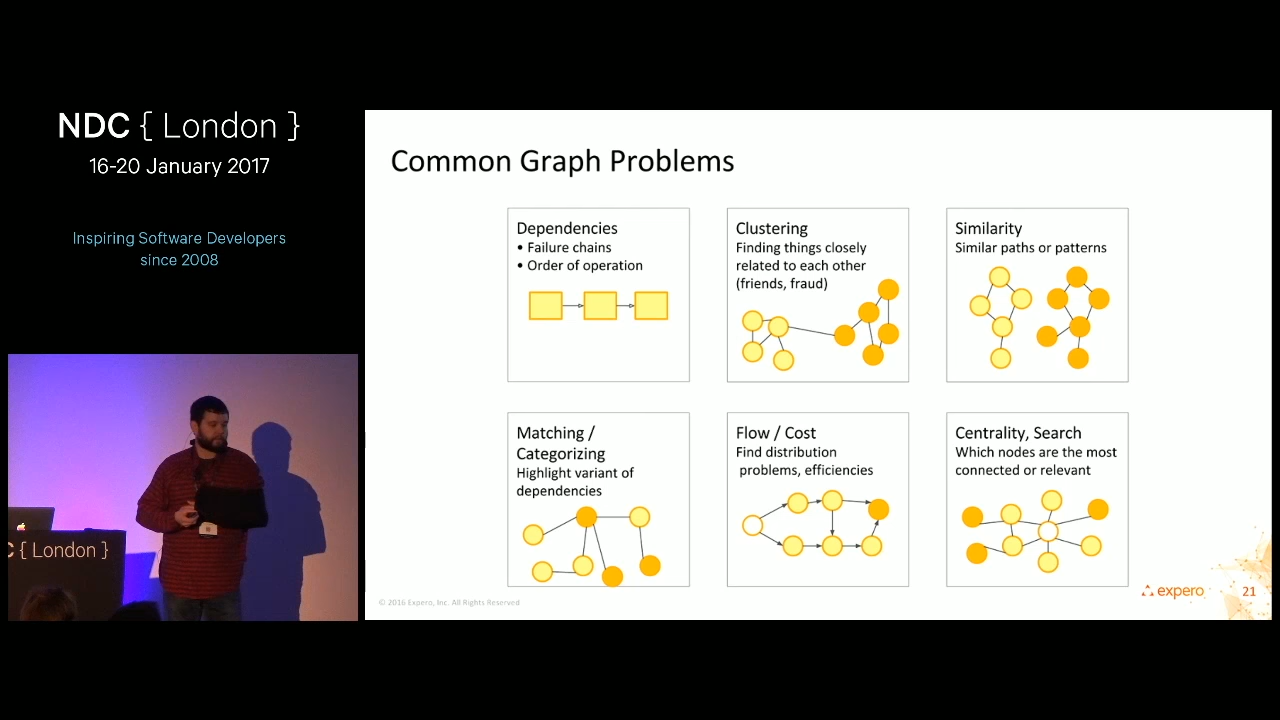 NDC { London }
16-20 January 2017
Inspiring Software Developers
since 2008
C { London }
Common Graph Problems
Dependencies
• Failure chains
• Order of operation
Clustering
Finding things closely
related to each other
(friends, fraud)
Similarity
Similar paths or patterns
Matching /
Categorizing
Highlight variant of
dependencies
Flow / Cost
Find distribution
problems, efficiencies
Centrality, Search
Which nodes are the most
connected or relevant
© 2016 Expero, Inc. All Rights Reserved
expero
21